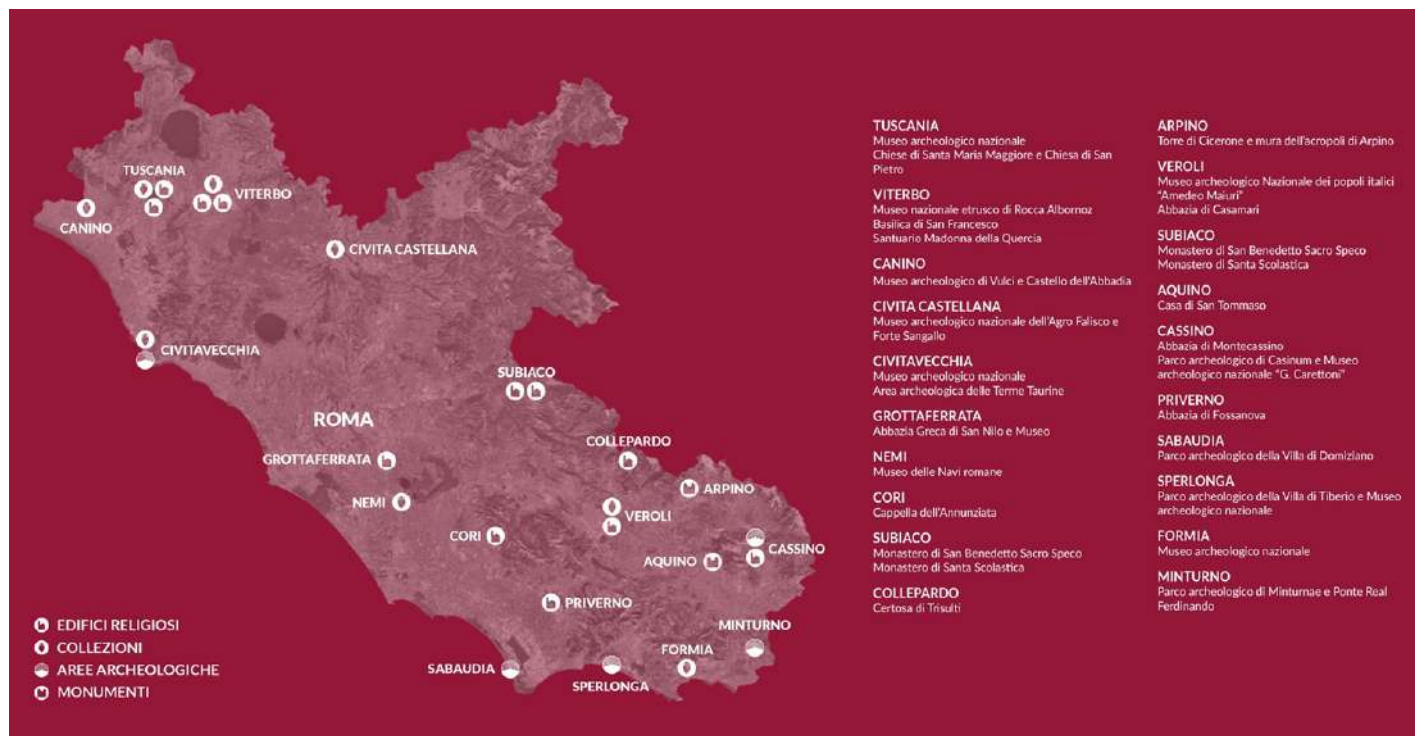 TUSCANIA
VITERBO
CANINO
CIVITA CASTELLANA
CIVITAVECCHIA
SUBIACO
ROMA
GROTTAFERRATA
COLLEPARDO
NEMI
ARPINO
CORI
VEROLI
AQUINO
CASSINO
PRIVERNO
MINTURNO
SABAUDIA
SPERLONGA
FORMIA
EDIFICI RELIGIOSI
COLLEZIONI
AREE ARCHEOLOGICHE
MONUMENTI
TUSCANIA
Museo archeologico nazionale
Chiese di Santa Maria Maggiore e Chiesa di San
Pietro
VITERBO
Museo nazionale etrusco di Rocca Albornoz
Basilica di San Francesco
Santuario Madonna della Quercia
CANINO
Museo archeologico di Vulci e Castello dell'Abbadia
CIVITA CASTELLANA
Museo archeologico nazionale dell'Agro Falisco e
Forte Sangallo
CIVITAVECCHIA
Museo archeologico nazionale
Area archeologica delle Terme Taurine
GROTTAFERRATA
Abbazia Greca di San Nilo e Museo
NEMI
Museo delle Navi romane
CORI
Cappella dell'Annunziata
SUBIACO
Monastero di San Benedetto Sacro Speco
Monastero di Santa Scolastica
COLLEPARDO
Certosa di Trisulti
ARPINO
Torre di Cicerone e mura dell'acropoli di Arpino
VEROLI
Museo archeologico Nazionale dei popoli italici
"Amedeo Maiuri"
Abbazia di Casamari
SUBIACO
Monastero di San Benedetto Sacro Speco
Monastero di Santa Scolastica
AQUINO
Casa di San Tommaso
CASSINO
Abbazia di Montecassino
Parco archeologico di Casinum e Museo
archeologico nazionale "G. Carettoni"
PRIVERNO
Abbazia di Fossanova
SABAUDIA
Parco archeologico della Villa di Domiziano
SPERLONGA
Parco archeologico della Villa di Tiberio e Museo
archeologico nazionale
FORMIA
Museo archeologico nazionale
MINTURNO
Parco archeologico di Minturnae e Ponte Real
Ferdinando